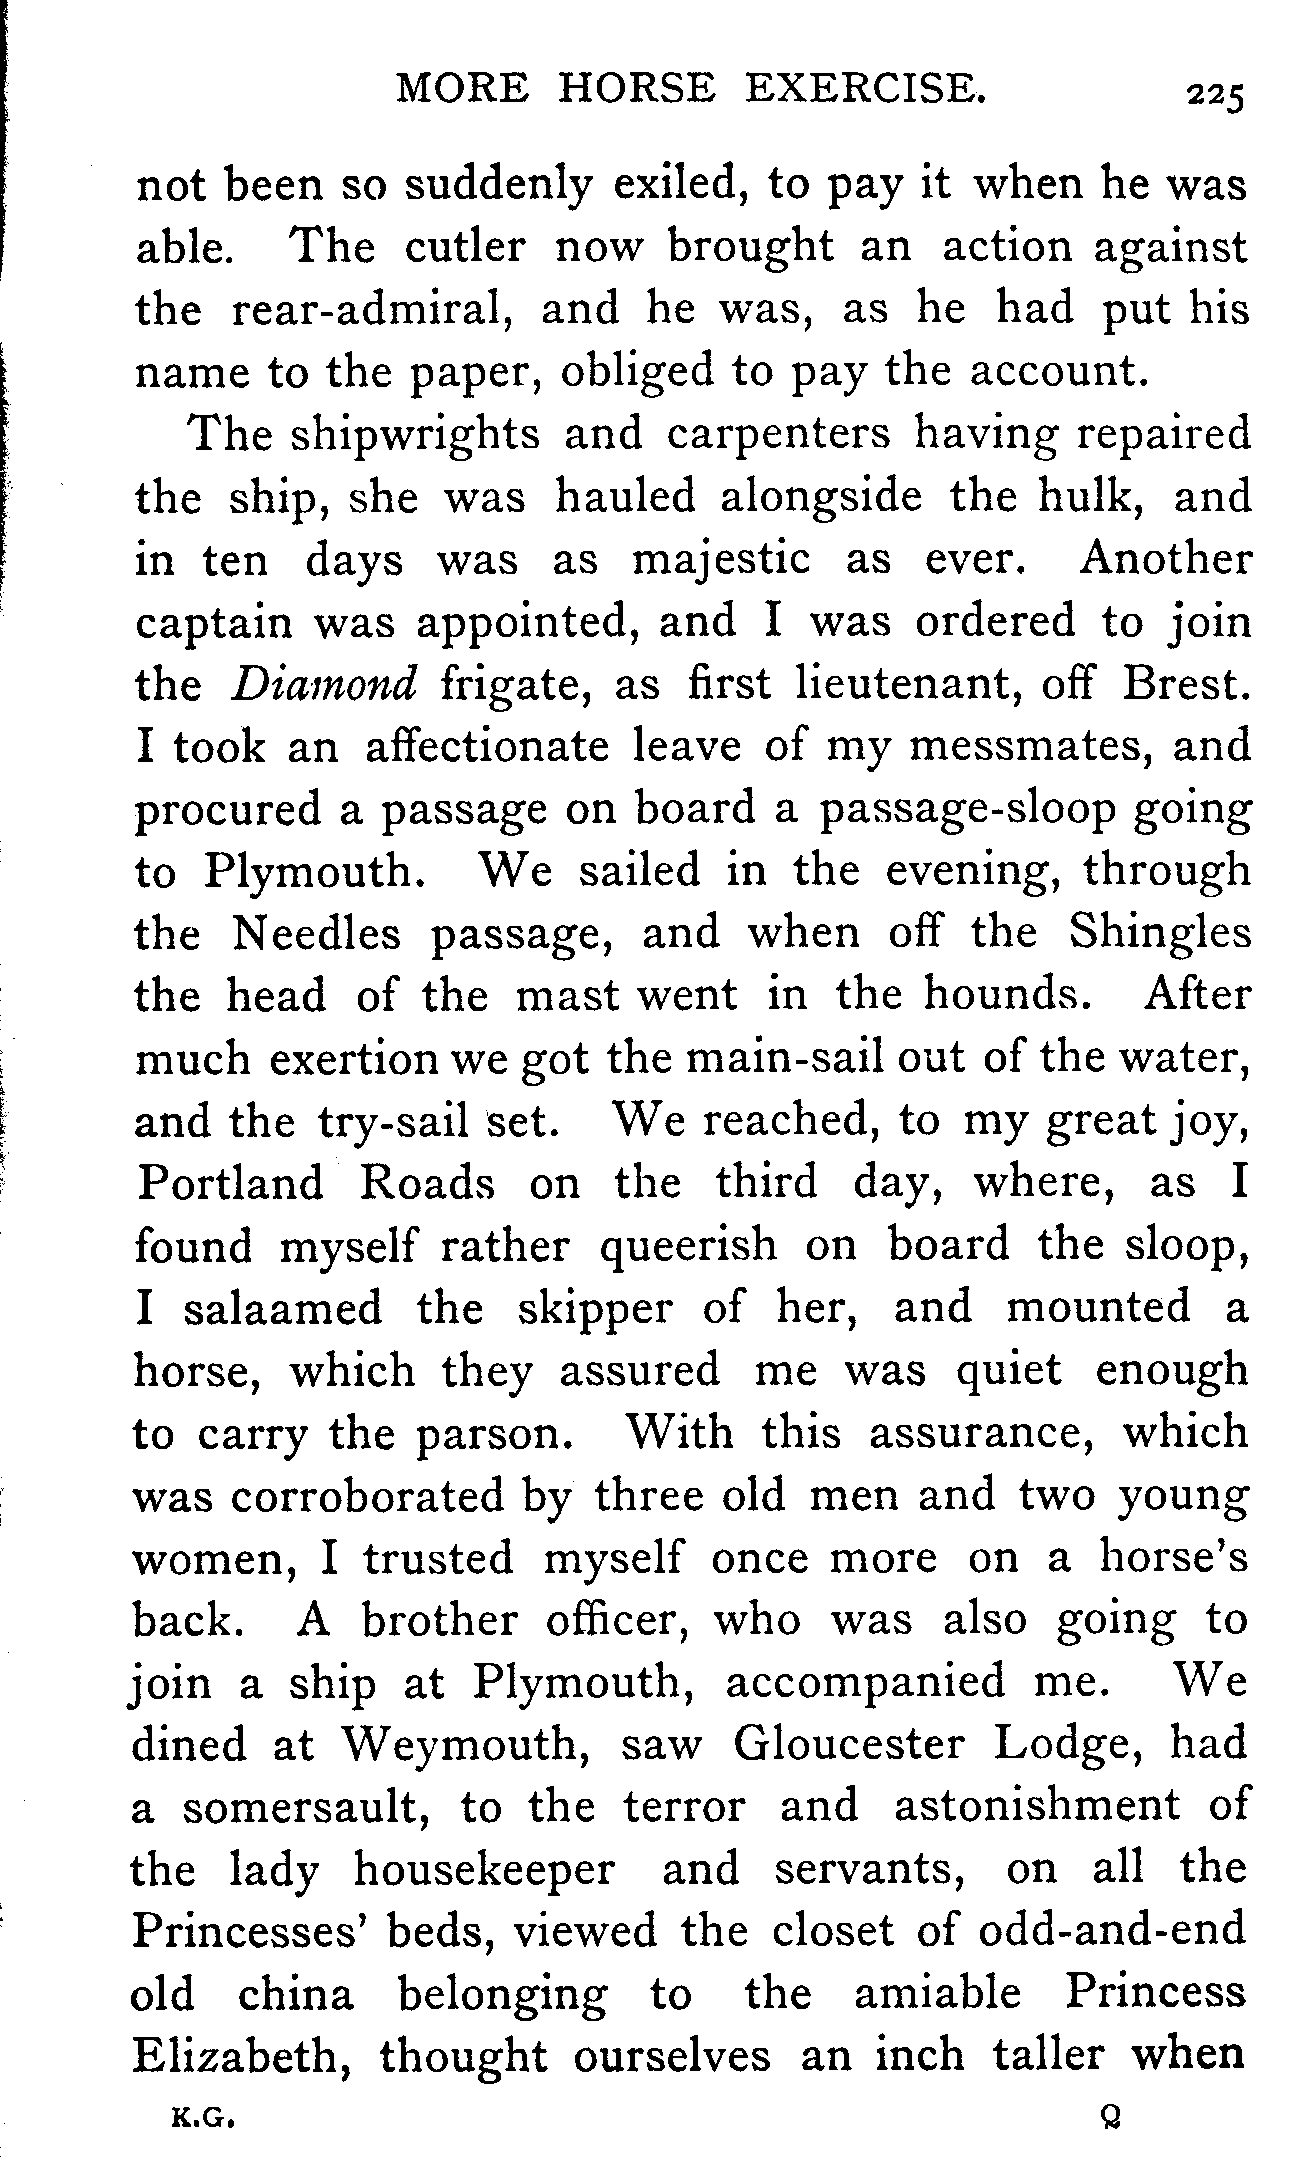 MORE HORSE EXERCISE. 225
not been so suddenly exiled, to pay it when he was
able. The cutler now brought an action against
the rear-admiral, and he was, as he had put his
name to the paper, obliged to pay the account.
The shipwrights and carpenters having repaired
the ship, she was hauled alongside the hulk, and
in ten days was as majestic as ever. Another
captain was appointed, and I was ordered to join
the Diamond frigate, as first lieutenant, off Brest.
I took an affectionate leave of my messmates, and
procured a passage on board a passage-sloop going
to Plymouth. We sailed in the evening, through
the Needles passage, and when off the Shingles
the head of the mast went in the hounds. After
much exertion we got the main-sail out of the water,
and the try-sail set. We reached, to my great joy,
Portland Roads on the third day, where, as I
found myself rather queerish on board the sloop,
I salaamed the skipper of her, and mounted a
horse, which they assured me was quiet enough
to carry the parson. With this assurance, which
was corroborated by three old men and two young
women, I trusted myself once more on a horse's
back. A brother officer, who was also going to
join a ship at Plymouth, accompanied me. We
dined at Weymouth, saw Gloucester Lodge, had
a somersault, to the terror and astonishment of
the lady housekeeper and servants, on all the
Princesses' beds, viewed the closet of odd-and-end
old china belonging to the amiable Princess
Elizabeth, thought ourselves an inch taller when
K.G. Q